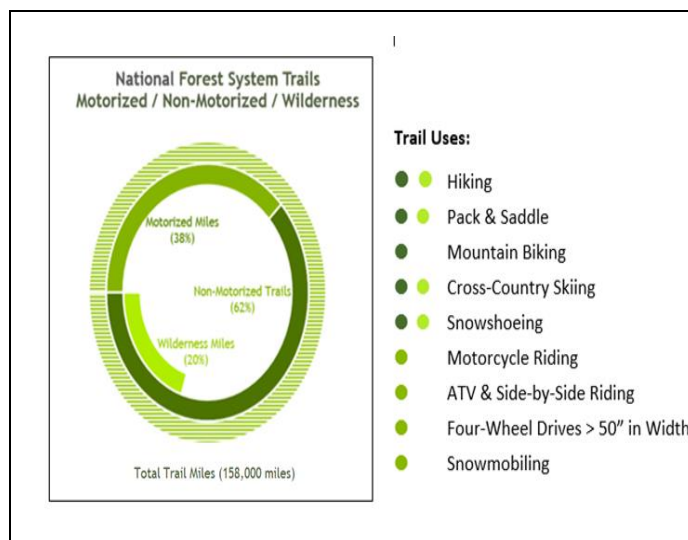 National Forest System Trails
Motorized / Non-Motorized / Wilderness
Motorized Miles
(38%)
Non-Motorized Trails
(62%)
Wilderness Miles
(20%)
Total Trail Miles (158,000 miles)
Trail Uses:
Hiking
Pack & Saddle
Mountain Biking
Cross-Country Skiing
Snowshoeing
Motorcycle Riding
ATV & Side-by-Side Riding
Four-Wheel Drives > 50” in Width
Snowmobiling